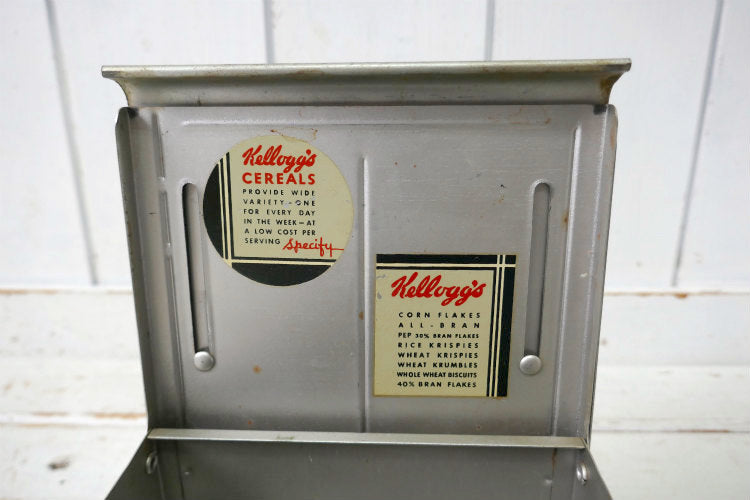 Kellogg's
CEREALS
PROVIDE WIDE
VARIETY-ONE
FOR EVERY DAY
IN THE WEEK-AT
A LOW COST PER
SERVING Specify
Kellogg's
CORN FLAKES
ALL-BRAN
PEP 30% BRAN FLAKES
RICE KRISPIES
WHEAT KRISPIES
WHEAT KRUMBLES
WHOLE WHEAT BISCUITS
40% BRAN FLAKES